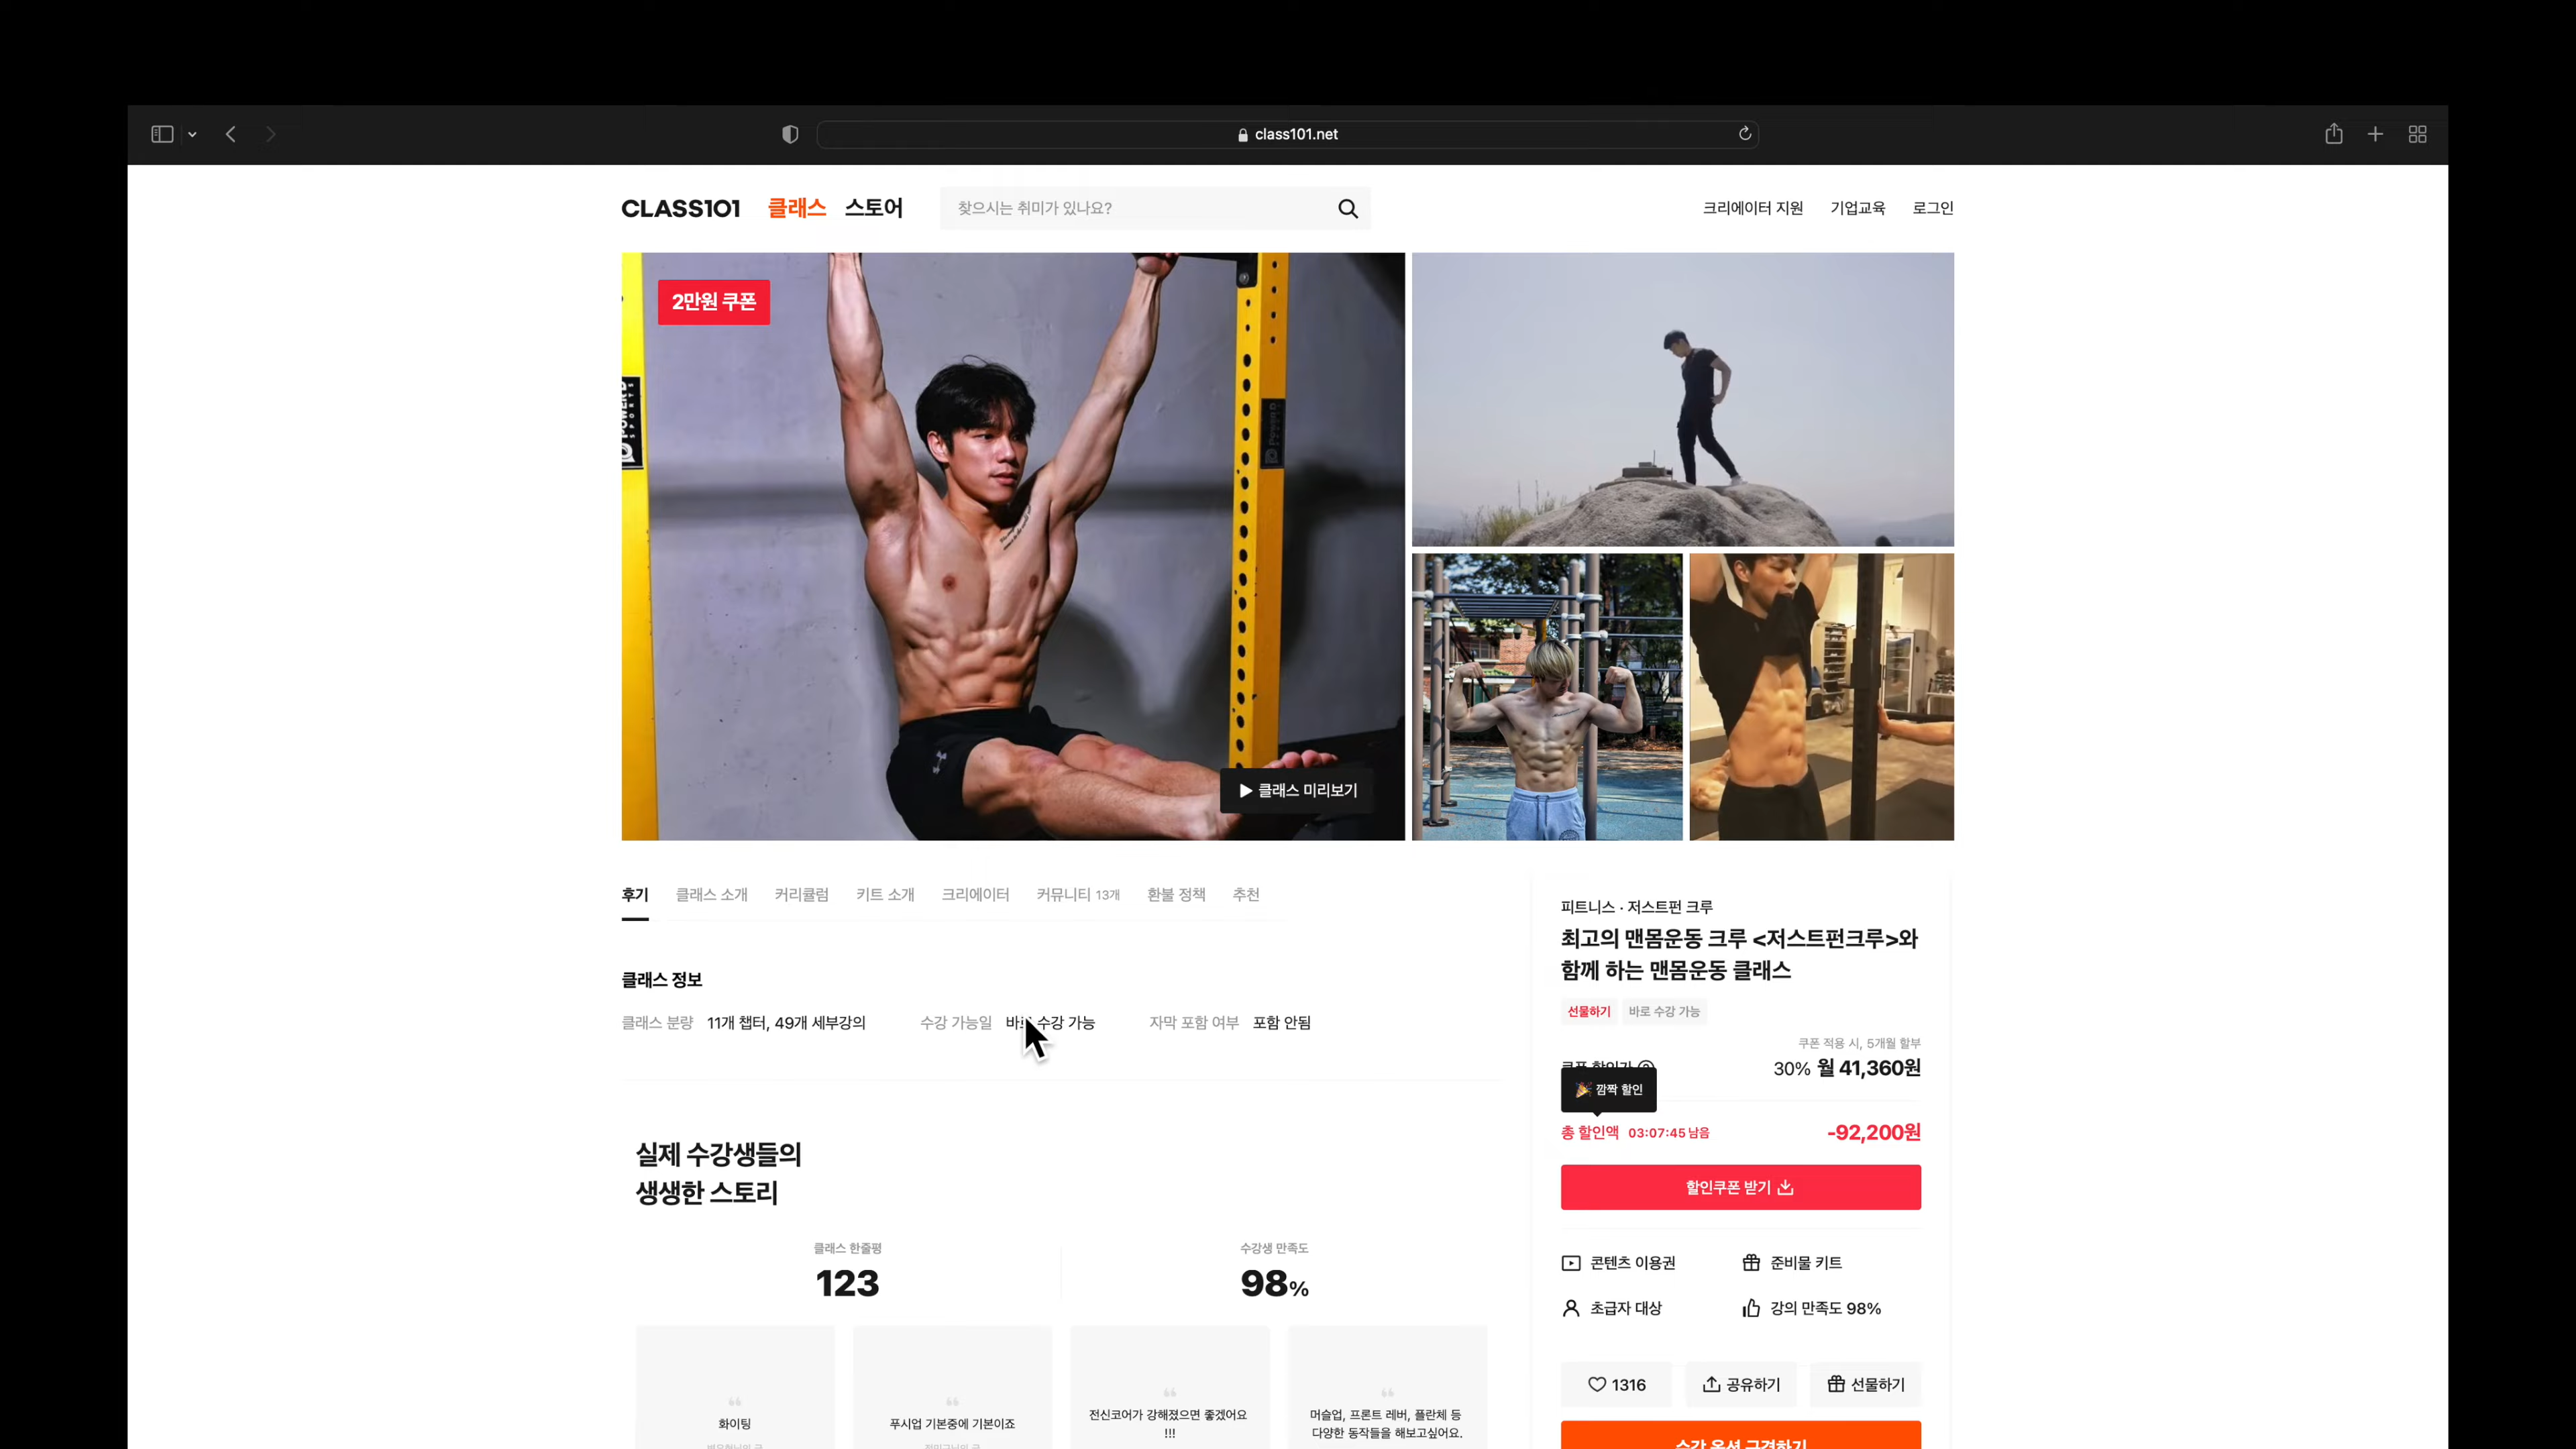 class101.net
CLASS101 클래스 스토어 찾으시는 취미가 있나요? 크리에이터 지원 기업교육 로그인
2만원 쿠폰
▶ 클래스 미리보기
후기 클래스 소개 커리큘럼 키트 소개 크리에이터 커뮤니티 13개 환불 정책 추천
클래스 정보
클래스 분량 11개 챕터, 49개 세부강의 수강 가능일 바로 수강 가능 자막 포함 여부 포함 안됨
실제 수강생들의
생생한 스토리
클래스 한줄평
123
수강생 만족도
98%
화이팅
푸시업 기본중에 기본이죠
전신코어가 강해졌으면 좋겠어요
!!!
머슬업, 프론트 레버, 플란체 등
다양한 동작들을 해보고싶어요.
피트니스 · 저스트펀 크루
최고의 맨몸운동 크루 <저스트펀크루>와
함께 하는 맨몸운동 클래스
선물하기 바로 수강 가능
쿠폰 적용 시, 5개월 할부
30% 월 41,360원
🎉 깜짝 할인
총 할인액 03:07:45 남음 -92,200원
할인쿠폰 받기
콘텐츠 이용권 준비물 키트
초급자 대상 강의 만족도 98%
1316 공유하기 선물하기